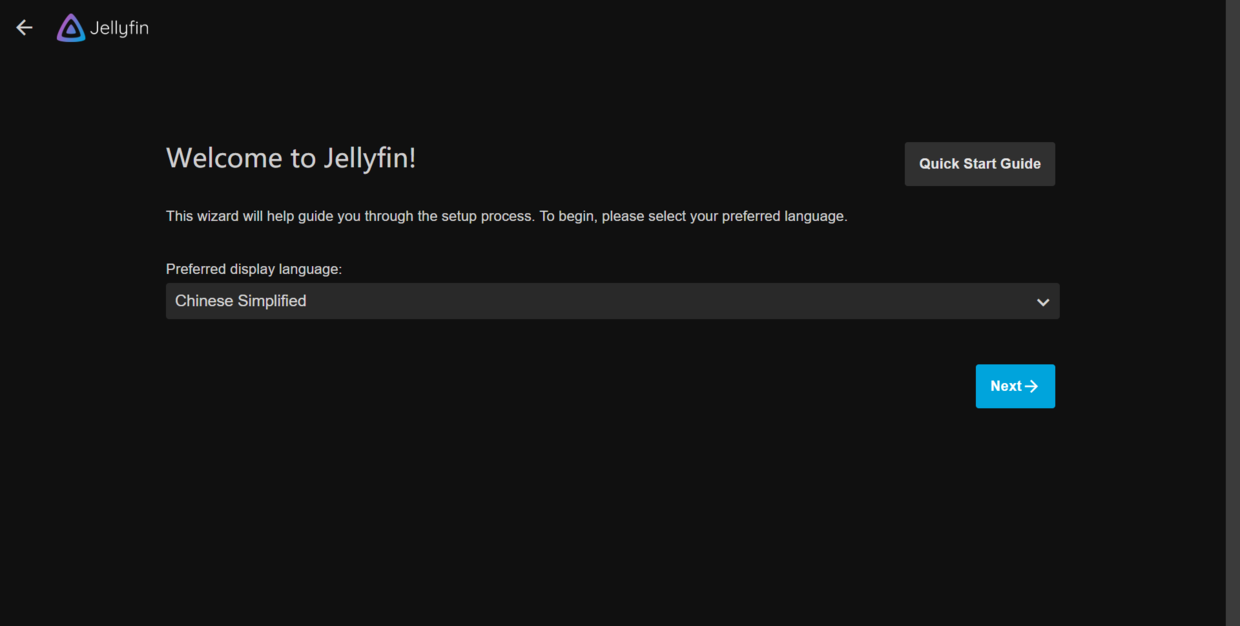 Jellyfin
Welcome to Jellyfin!
Quick Start Guide
This wizard will help guide you through the setup process. To begin, please select your preferred language.
Preferred display language:
Chinese Simplified
Next